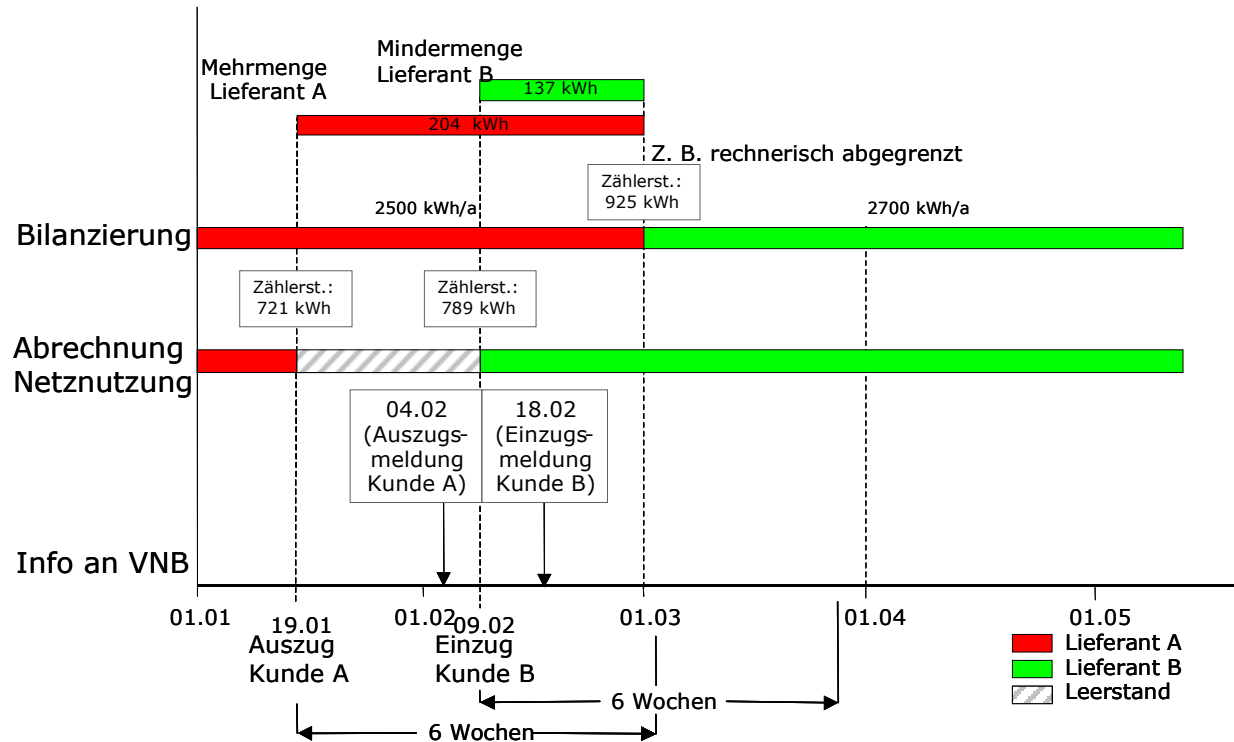 Mindermenge
Lieferant B
Mehrmenge
Lieferant A
137 kWh
204 kWh
Z. B. rechnerisch abgegrenzt
Zählerst.:
925 kWh
2500 kWh/a
2700 kWh/a
Bilanzierung
Zählerst.:
721 kWh
Zählerst.:
789 kWh
Abrechnung
Netznutzung
04.02
(Auszugs-
meldung
Kunde A)
18.02
(Einzugs-
meldung
Kunde B)
Info an VNB
01.01
19.01
01.02
09.02
01.03
01.04
01.05
Auszug
Kunde A
Einzug
Kunde B
Lieferant A
Lieferant B
Leerstand
6 Wochen
6 Wochen